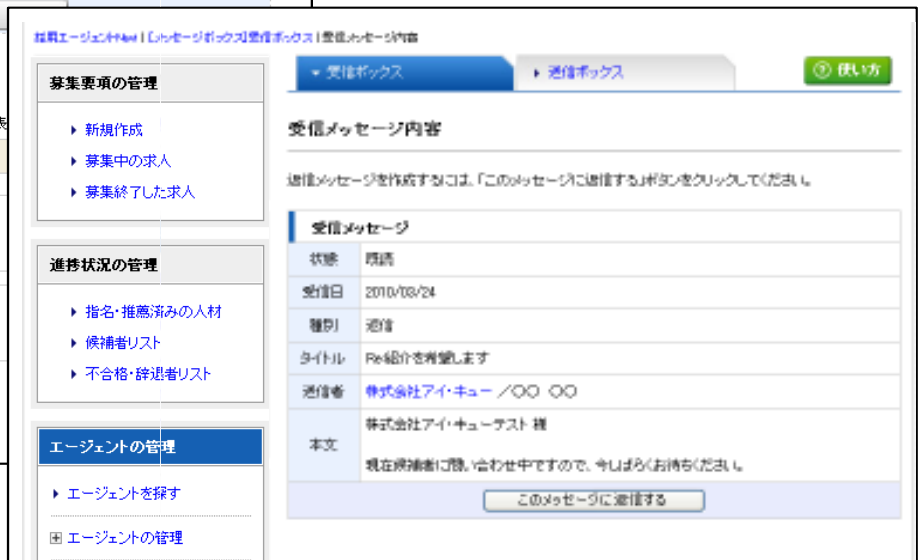 採用エージェントNavi | [メッセージボックス]受信ボックス | 受信メッセージ内容
募集要項の管理
新規作成
募集中の求人
募集終了した求人
進捗状況の管理
指名・推薦済みの人材
候補者リスト
不合格・辞退者リスト
エージェントの管理
エージェントを探す
エージェントの管理
受信ボックス
送信ボックス
使い方
受信メッセージ内容
返信メッセージを作成するには、「このメッセージに返信する」ボタンをクリックしてください。
受信メッセージ
状態 既読
受信日 2010/03/24
種別 返信
タイトル Re:紹介を希望します
送信者 株式会社アイ・キュー /〇〇 〇〇
本文 株式会社アイ・キューテスト 様
現在候補者に問い合わせ中ですので、今しばらくお待ちください。
このメッセージに返信する